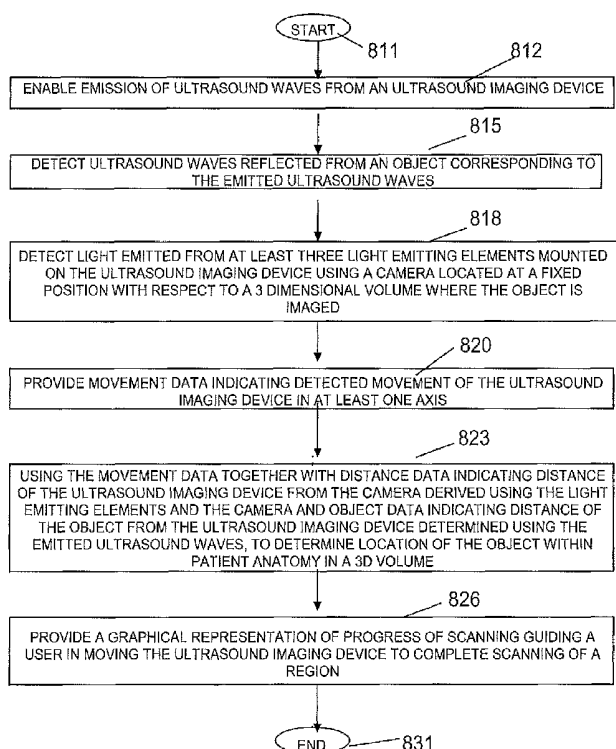 START
811
812
ENABLE EMISSION OF ULTRASOUND WAVES FROM AN ULTRASOUND IMAGING DEVICE
815
DETECT ULTRASOUND WAVES REFLECTED FROM AN OBJECT CORRESPONDING TO
THE EMITTED ULTRASOUND WAVES
818
DETECT LIGHT EMITTED FROM AT LEAST THREE LIGHT EMITTING ELEMENTS MOUNTED
ON THE ULTRASOUND IMAGING DEVICE USING A CAMERA LOCATED AT A FIXED
POSITION WITH RESPECT TO A 3 DIMENSIONAL VOLUME WHERE THE OBJECT IS
IMAGED
820
PROVIDE MOVEMENT DATA INDICATING DETECTED MOVEMENT OF THE ULTRASOUND
IMAGING DEVICE IN AT LEAST ONE AXIS
823
USING THE MOVEMENT DATA TOGETHER WITH DISTANCE DATA INDICATING DISTANCE
OF THE ULTRASOUND IMAGING DEVICE FROM THE CAMERA DERIVED USING THE LIGHT
EMITTING ELEMENTS AND THE CAMERA AND OBJECT DATA INDICATING DISTANCE OF
THE OBJECT FROM THE ULTRASOUND IMAGING DEVICE DETERMINED USING THE
EMITTED ULTRASOUND WAVES, TO DETERMINE LOCATION OF THE OBJECT WITHIN
PATIENT ANATOMY IN A 3D VOLUME
826
PROVIDE A GRAPHICAL REPRESENTATION OF PROGRESS OF SCANNING GUIDING A
USER IN MOVING THE ULTRASOUND IMAGING DEVICE TO COMPLETE SCANNING OF A
REGION
END
831